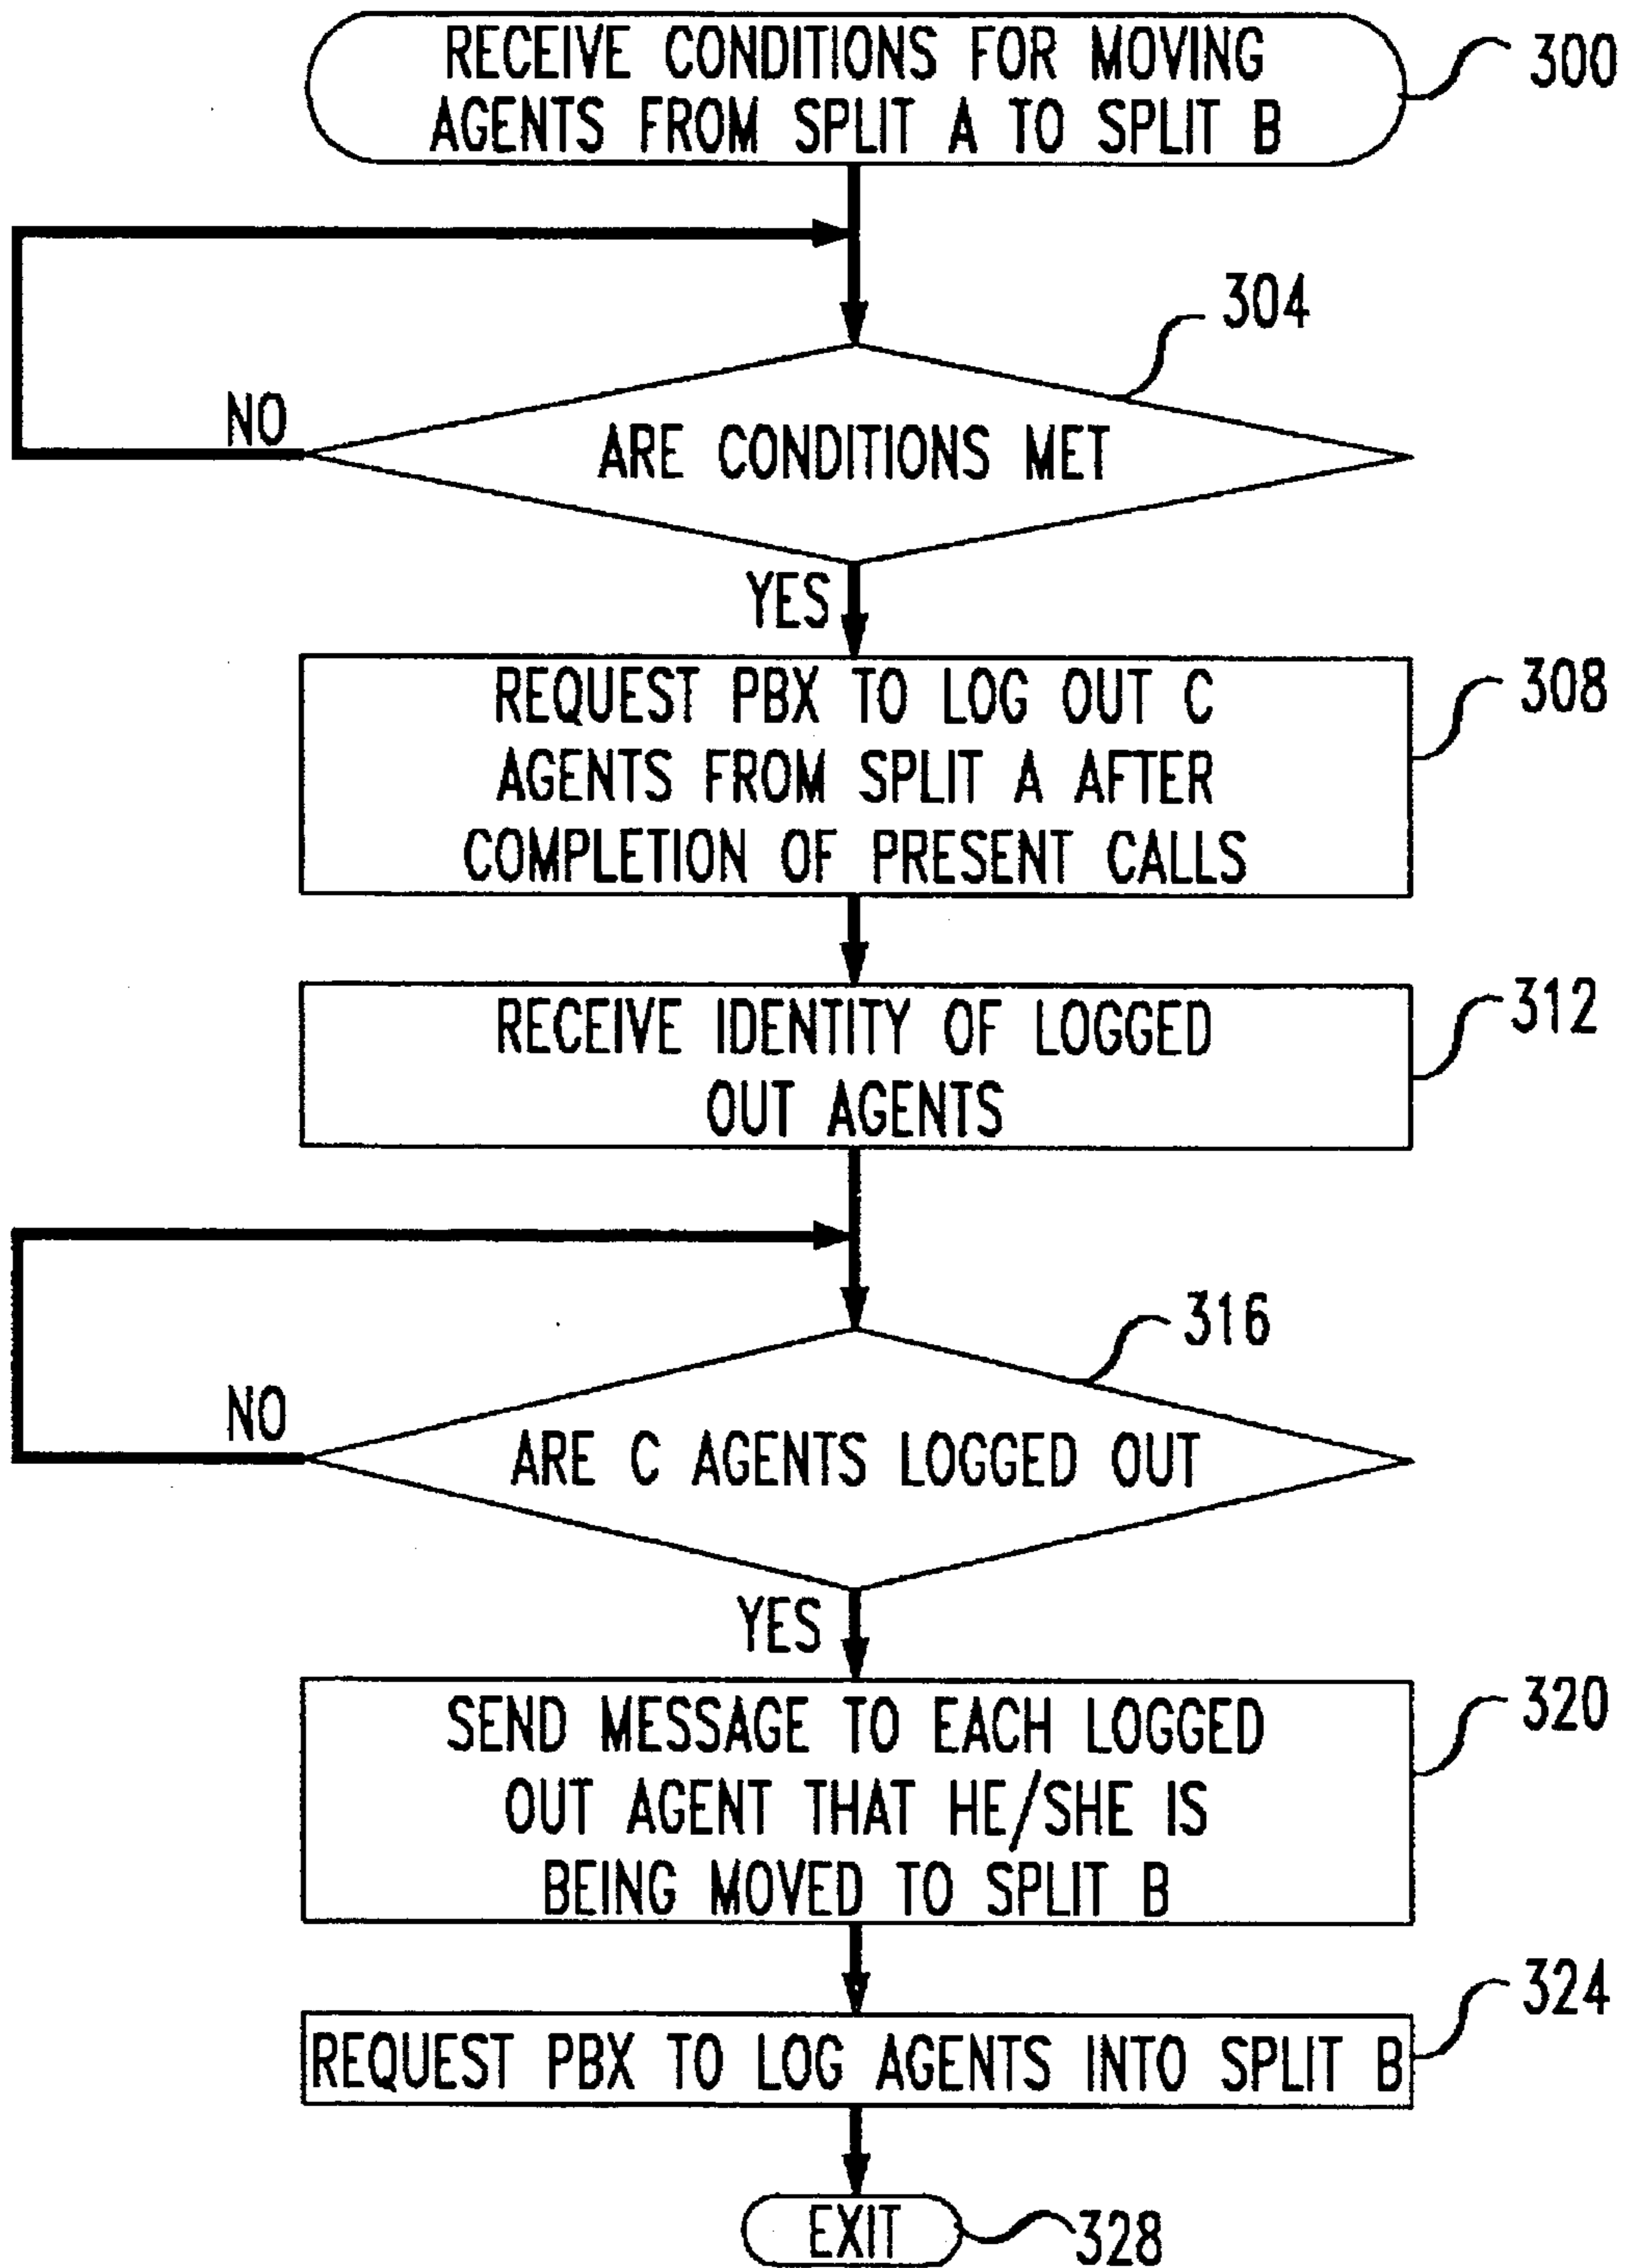 RECEIVE CONDITIONS FOR MOVING
AGENTS FROM SPLIT A TO SPLIT B
300
304
NO
ARE CONDITIONS MET
YES
REQUEST PBX TO LOG OUT C
AGENTS FROM SPLIT A AFTER
COMPLETION OF PRESENT CALLS
308
RECEIVE IDENTITY OF LOGGED
OUT AGENTS
312
316
NO
ARE C AGENTS LOGGED OUT
YES
SEND MESSAGE TO EACH LOGGED
OUT AGENT THAT HE/SHE IS
BEING MOVED TO SPLIT B
320
REQUEST PBX TO LOG AGENTS INTO SPLIT B
324
EXIT
328